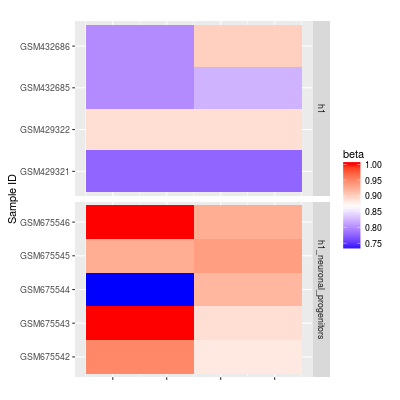 Sample ID
GSM432686
GSM432685
GSM429322
GSM429321
h1
GSM675546
GSM675545
GSM675544
GSM675543
GSM675542
h1_neuronal_progenitors
beta
1.00
0.95
0.90
0.85
0.80
0.75